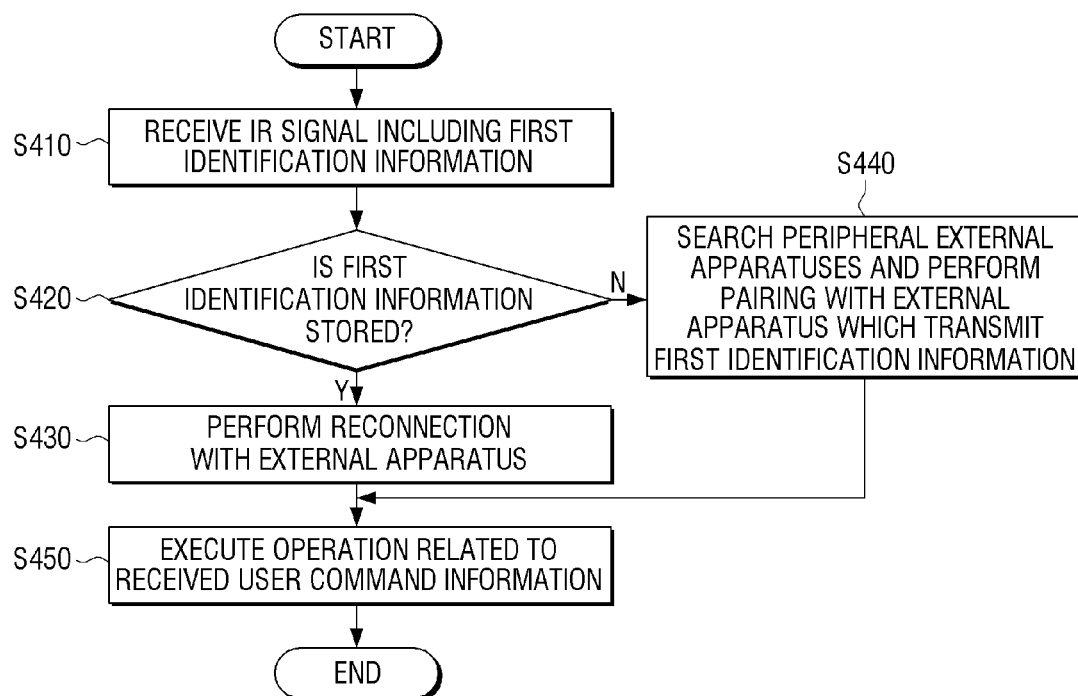 START
S410
RECEIVE IR SIGNAL INCLUDING FIRST
IDENTIFICATION INFORMATION
S420
IS FIRST
IDENTIFICATION INFORMATION
STORED?
N
Y
S440
SEARCH PERIPHERAL EXTERNAL
APPARATUSES AND PERFORM
PAIRING WITH EXTERNAL
APPARATUS WHICH TRANSMIT
FIRST IDENTIFICATION INFORMATION
S430
PERFORM RECONNECTION
WITH EXTERNAL APPARATUS
S450
EXECUTE OPERATION RELATED TO
RECEIVED USER COMMAND INFORMATION
END